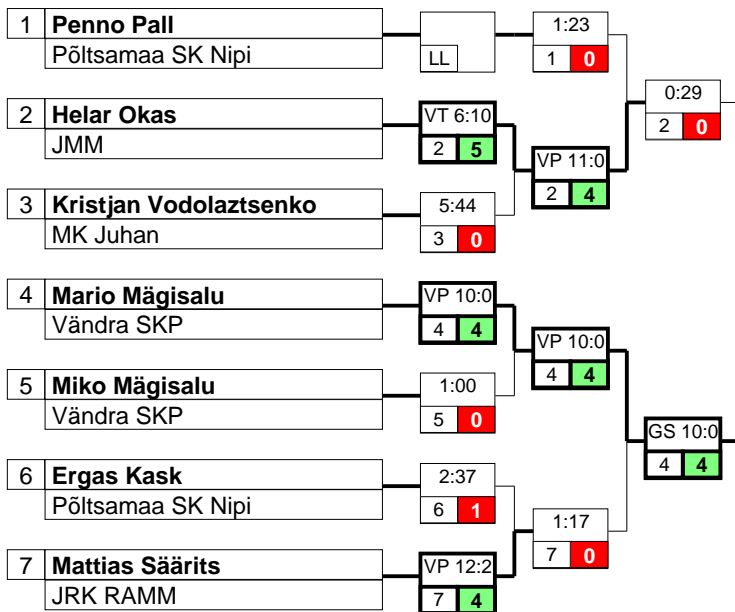 1 Penno Pall
Põltsamaa SK Nipi
LL
1:23
1 0
2 Helar Okas
JMM
VT 6:10
2 5
0:29
2 0
VP 11:0
2 4
3 Kristjan Vodolaztsenko
MK Juhan
5:44
3 0
4 Mario Mägisalu
Vändra SKP
VP 10:0
4 4
VP 10:0
4 4
5 Miko Mägisalu
Vändra SKP
1:00
5 0
GS 10:0
4 4
6 Ergas Kask
Põltsamaa SK Nipi
2:37
6 1
1:17
7 0
7 Mattias Säärits
JRK RAMM
VP 12:2
7 4